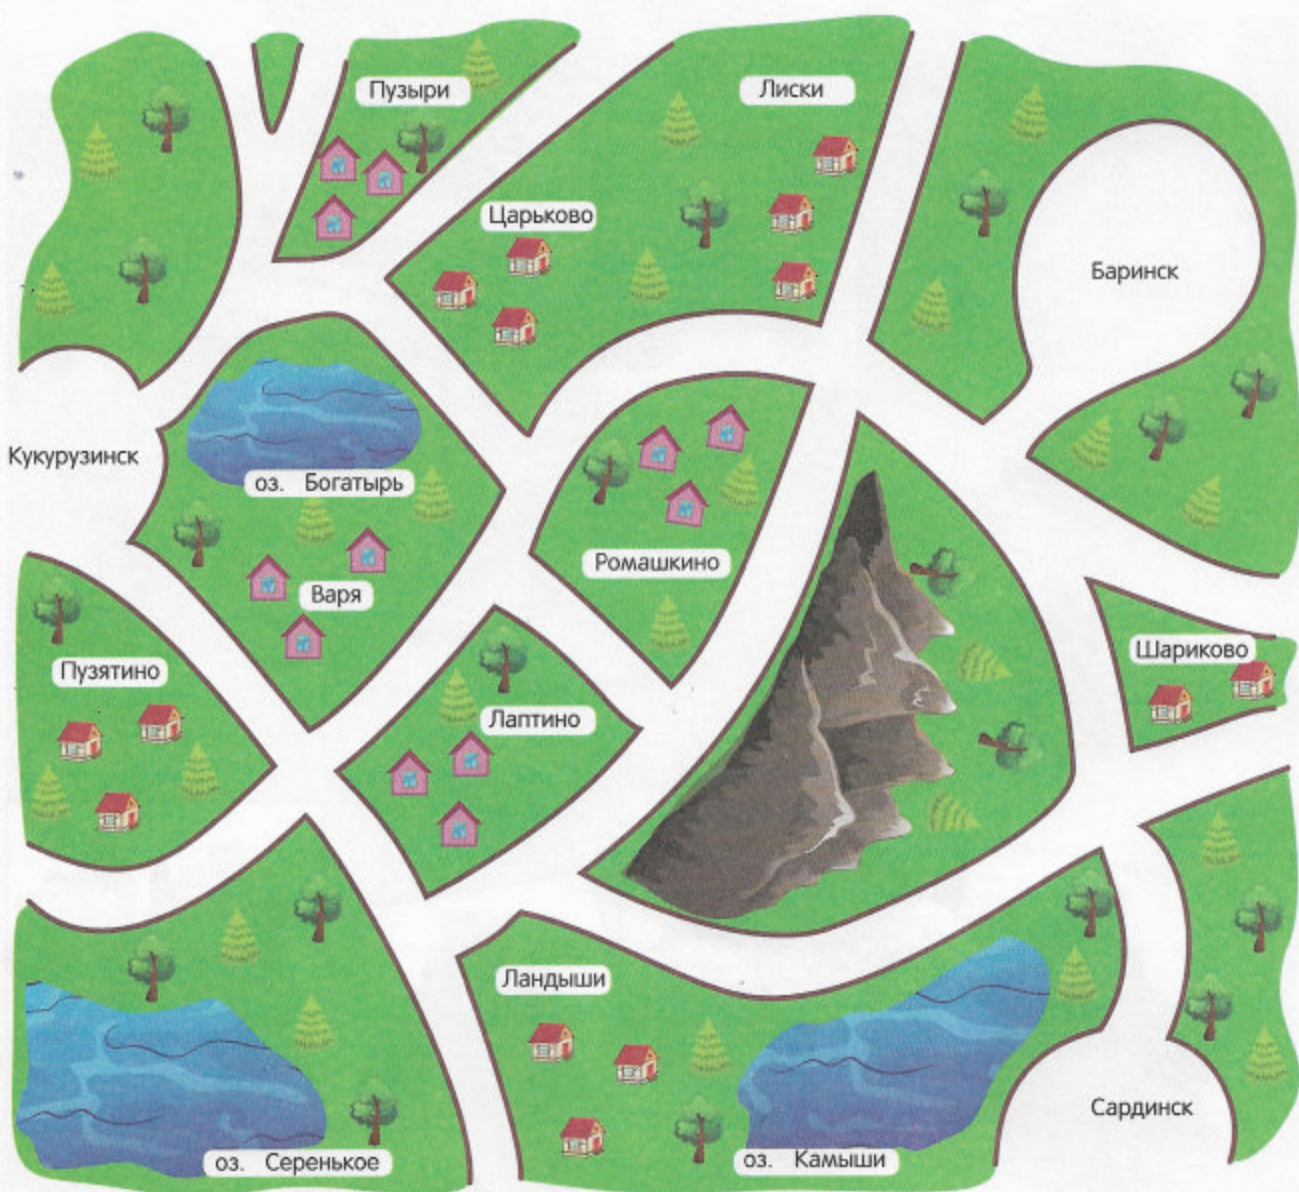 Пузыри
Лиски
Царьково
Баринск
Кукурузинск
оз. Богатырь
Ромашкино
Варя
Шариково
Пузятино
Лаптино
Ландыши
Сардинск
оз. Серенькое
оз. Камыши